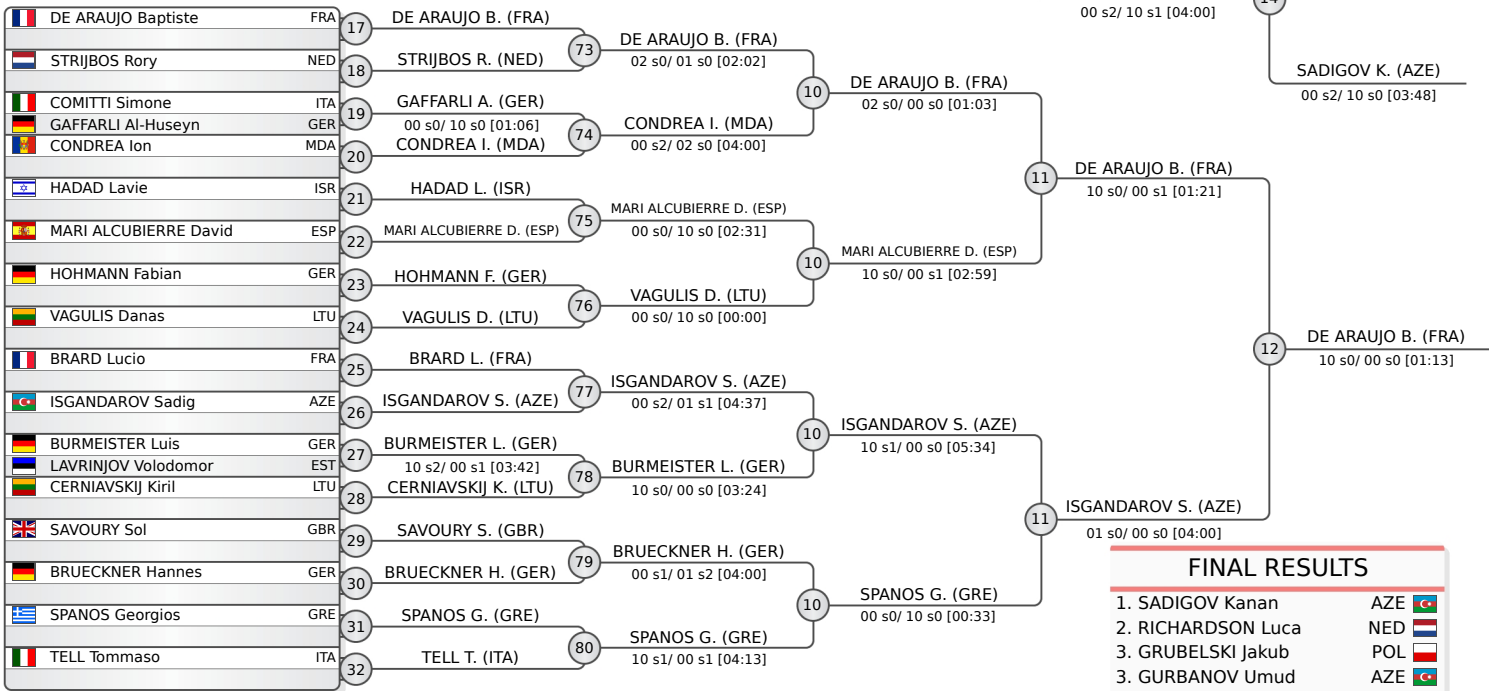 DE ARAUJO Baptiste FRA
STRIJBOS Rory NED
COMITTI Simone ITA
GAFFARLI Al-Huseyn GER
CONDREA Ion MDA
HADAD Lavie ISR
MARI ALCUBIERRE David ESP
HOHMANN Fabian GER
VAGULIS Danas LTU
BRARD Lucio FRA
ISGANDAROV Sadig AZE
BURMEISTER Luis GER
LAVRINJOV Volodomor EST
CERNIAVSKIJ Kiril LTU
SAVOURY Sol GBR
BRUECKNER Hannes GER
SPANOS Georgios GRE
TELL Tommaso ITA
17
18
19
20
21
22
23
24
25
26
27
28
29
30
31
32
DE ARAUJO B. (FRA)
STRIJBOS R. (NED)
GAFFARLI A. (GER)
00 s0/ 10 s0 [01:06]
CONDREA I. (MDA)
HADAD L. (ISR)
MARI ALCUBIERRE D. (ESP)
HOHMANN F. (GER)
VAGULIS D. (LTU)
BRARD L. (FRA)
ISGANDAROV S. (AZE)
BURMEISTER L. (GER)
10 s2/ 00 s1 [03:42]
CERNIAVSKIJ K. (LTU)
SAVOURY S. (GBR)
BRUECKNER H. (GER)
SPANOS G. (GRE)
TELL T. (ITA)
73
74
75
76
77
78
79
80
DE ARAUJO B. (FRA)
02 s0/ 01 s0 [02:02]
CONDREA I. (MDA)
00 s2/ 02 s0 [04:00]
MARI ALCUBIERRE D. (ESP)
00 s0/ 10 s0 [02:31]
VAGULIS D. (LTU)
00 s0/ 10 s0 [00:00]
ISGANDAROV S. (AZE)
00 s2/ 01 s1 [04:37]
BURMEISTER L. (GER)
10 s0/ 00 s0 [03:24]
BRUECKNER H. (GER)
00 s1/ 01 s2 [04:00]
SPANOS G. (GRE)
10 s1/ 00 s1 [04:13]
10
10
10
10
DE ARAUJO B. (FRA)
02 s0/ 00 s0 [01:03]
MARI ALCUBIERRE D. (ESP)
10 s0/ 00 s1 [02:59]
ISGANDAROV S. (AZE)
10 s1/ 00 s0 [05:34]
SPANOS G. (GRE)
00 s0/ 10 s0 [00:33]
11
11
DE ARAUJO B. (FRA)
10 s0/ 00 s1 [01:21]
ISGANDAROV S. (AZE)
01 s0/ 00 s0 [04:00]
12
DE ARAUJO B. (FRA)
10 s0/ 00 s0 [01:13]
00 s2/ 10 s1 [04:00]
SADIGOV K. (AZE)
00 s2/ 10 s0 [03:48]
FINAL RESULTS
1. SADIGOV Kanan AZE
2. RICHARDSON Luca NED
3. GRUBELSKI Jakub POL
3. GURBANOV Umud AZE